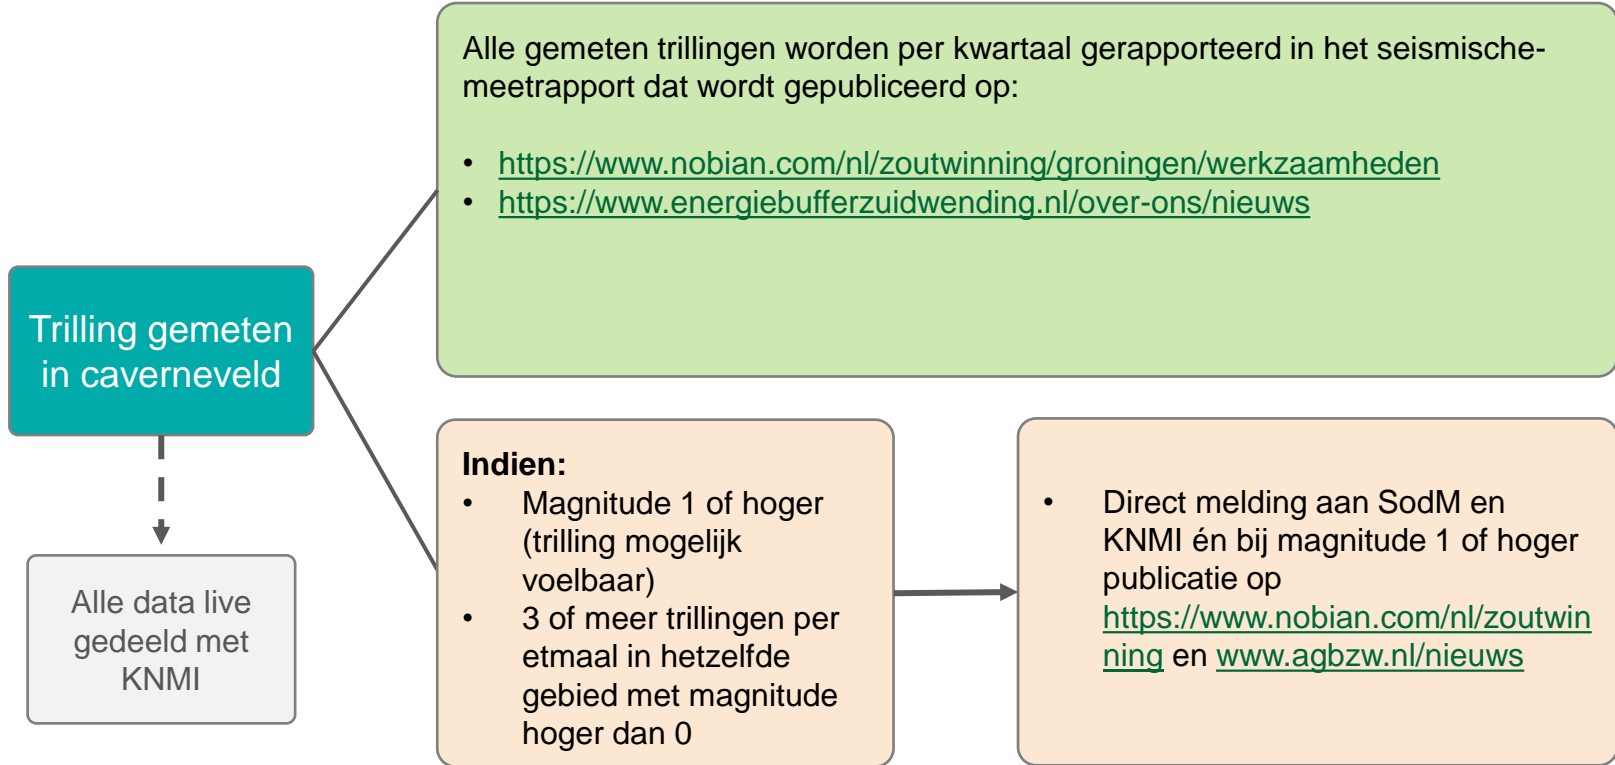 Alle gemeten trillingen worden per kwartaal gerapporteerd in het seismische-
meetrapport dat wordt gepubliceerd op:
• https://www.nobian.com/nl/zoutwinning/groningen/werkzaamheden
• https://www.energiebufferzuidwending.nl/over-ons/nieuws
Trilling gemeten
in caverneveld
Alle data live
gedeeld met
KNMI
Indien:
• Magnitude 1 of hoger
(trilling mogelijk
voelbaar)
• 3 of meer trillingen per
etmaal in hetzelfde
gebied met magnitude
hoger dan 0
• Direct melding aan SodM en
KNMI én bij magnitude 1 of hoger
publicatie op
https://www.nobian.com/nl/zoutwin
ning en www.agbzw.nl/nieuws